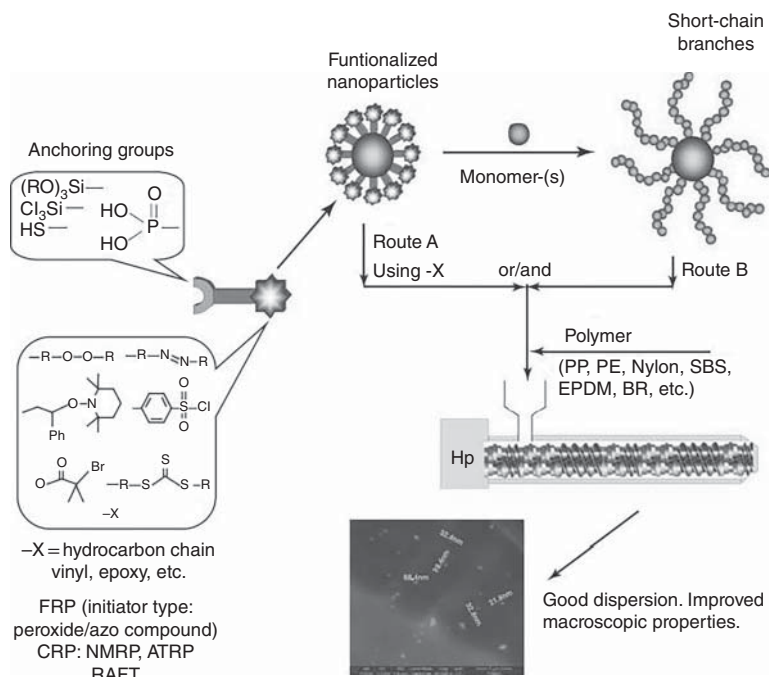 Short-chain
branches
Funtionalized
nanoparticles
Anchoring groups
(RO)₃Si—
Cl₃Si—
HS—
O
HO
P
HO
Monomer-(s)
Route A
Using -X
or/and
Route B
Polymer
(PP, PE, Nylon, SBS,
EPDM, BR, etc.)
Hp
–R–O–O–R
–R–N=N–R
O–N
Ph
O
S
O
Cl
O
O
Br
S
–R–S
S–R
–X
–X = hydrocarbon chain
vinyl, epoxy, etc.
FRP (initiator type:
peroxide/azo compound)
CRP: NMRP, ATRP
RAFT
Good dispersion. Improved
macroscopic properties.